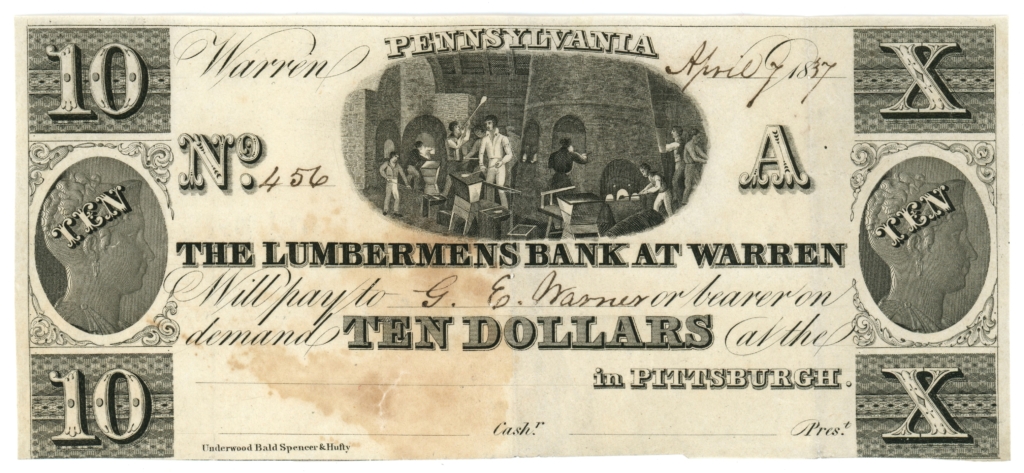 10 PENNSYLVANIA X
Warren April 7 1837
No. 456 A
TEN TEN
THE LUMBERMENS BANK AT WARREN
Will pay to G. E. Warner or bearer on
demand TEN DOLLARS at the
in PITTSBURGH.
10 X
Cash.r Pres.t
Underwood Bald Spencer & Hufty